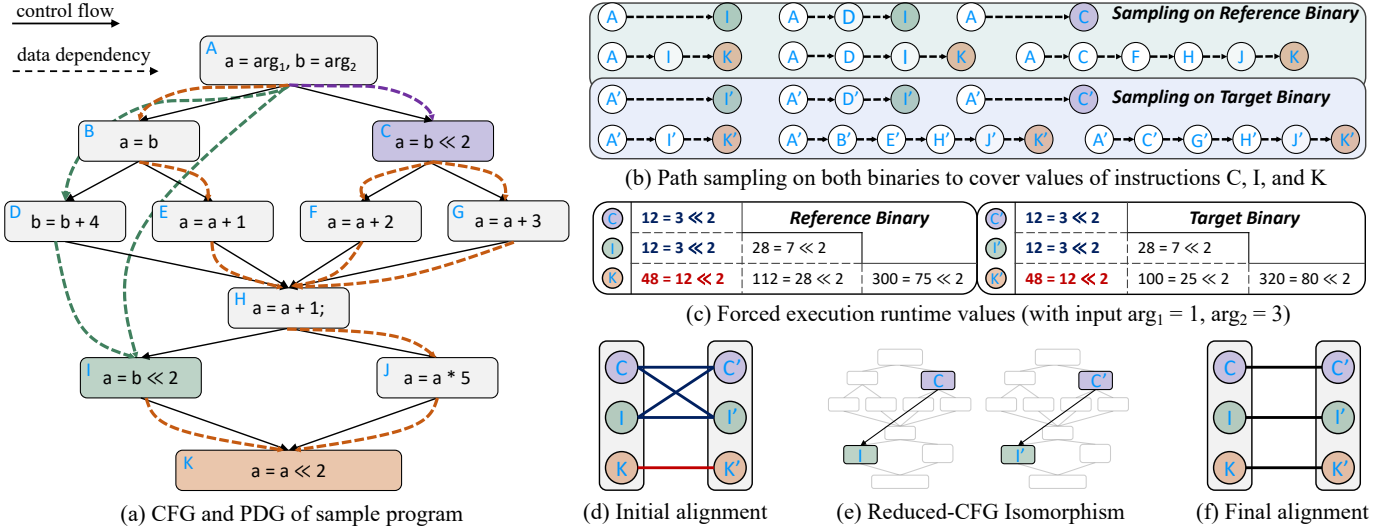 control flow
data dependency
A
a = arg₁, b = arg₂
B
a = b
C
a = b ≪ 2
D
b = b + 4
E
a = a + 1
F
a = a + 2
G
a = a + 3
H
a = a + 1;
I
a = b ≪ 2
J
a = a * 5
K
a = a ≪ 2
(a) CFG and PDG of sample program
A I A D I A C Sampling on Reference Binary
A I K A D I K A C F H J K
A' I' A' D' I' A' C' Sampling on Target Binary
A' I' K' A' B' E' H' J' K' A' C' G' H' J' K'
(b) Path sampling on both binaries to cover values of instructions C, I, and K
C 12 = 3 ≪ 2 Reference Binary
I 12 = 3 ≪ 2 28 = 7 ≪ 2
K 48 = 12 ≪ 2 112 = 28 ≪ 2 300 = 75 ≪ 2
C' 12 = 3 ≪ 2 Target Binary
I' 12 = 3 ≪ 2 28 = 7 ≪ 2
K' 48 = 12 ≪ 2 100 = 25 ≪ 2 320 = 80 ≪ 2
(c) Forced execution runtime values (with input arg₁ = 1, arg₂ = 3)
C C'
I I'
K K'
(d) Initial alignment
C C'
I I'
(e) Reduced-CFG Isomorphism
C C'
I I'
K K'
(f) Final alignment